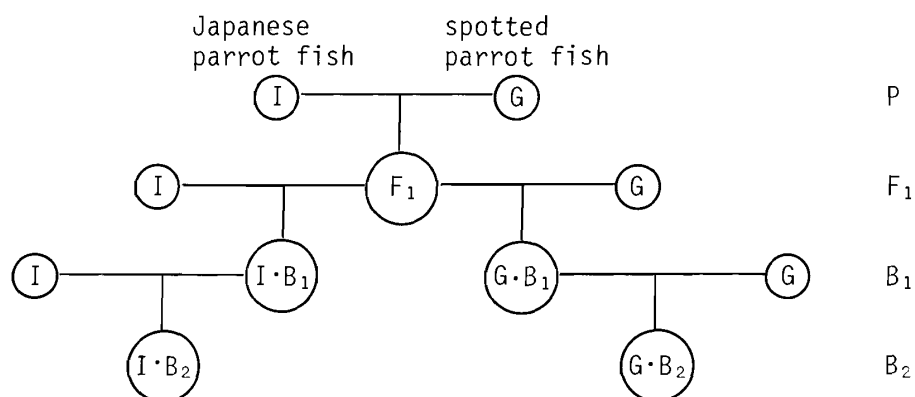 Japanese parrot fish
spotted parrot fish
I G P
I F₁ G F₁
I I·B₁ G·B₁ G B₁
I·B₂ G·B₂ B₂